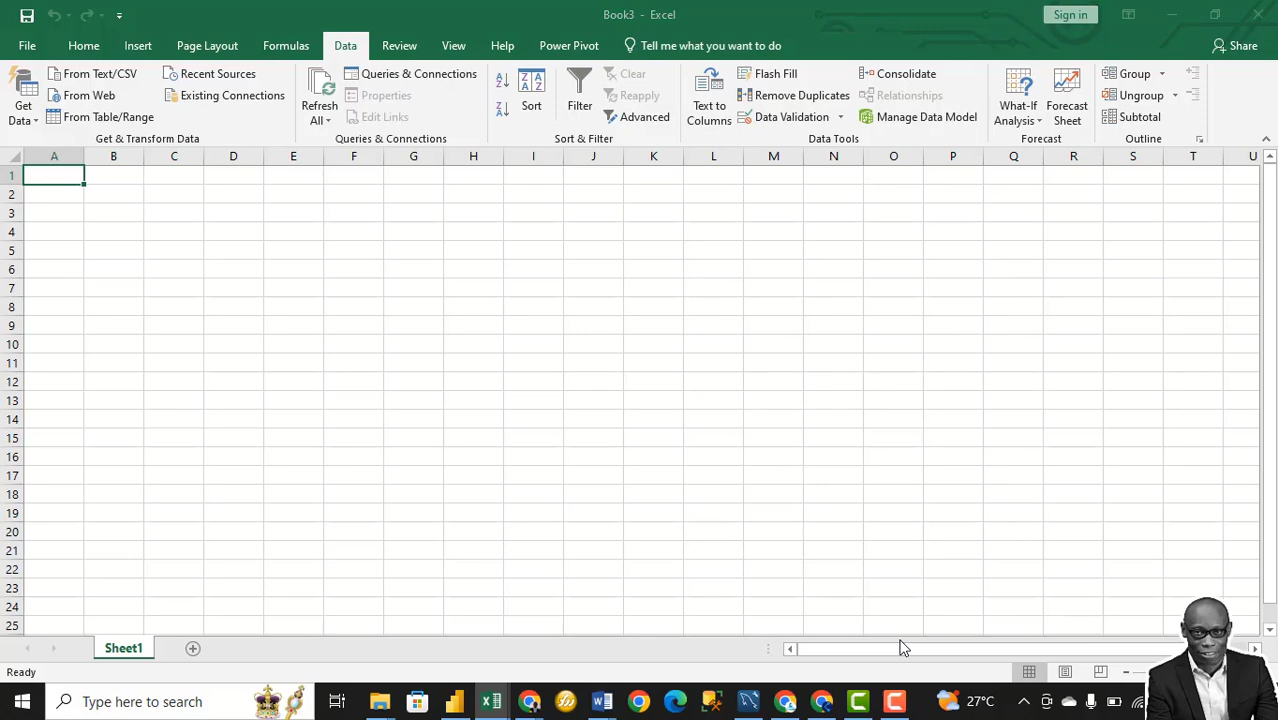 Book3 - Excel
Sign in
File Home Insert Page Layout Formulas Data Review View Help Power Pivot Tell me what you want to do Share
Get Data
From Text/CSV
From Web
From Table/Range
Recent Sources
Existing Connections
Get & Transform Data
Refresh All
Queries & Connections
Properties
Edit Links
Queries & Connections
A Z
Z A
Z A
A Z
Sort
Filter
Clear
Reapply
Advanced
Sort & Filter
Text to Columns
Flash Fill
Remove Duplicates
Data Validation
Consolidate
Relationships
Manage Data Model
Data Tools
What-If Analysis
Forecast Sheet
Forecast
Group
Ungroup
Subtotal
Outline
A B C D E F G H I J K L M N O P Q R S T U
1
2
3
4
5
6
7
8
9
10
11
12
13
14
15
16
17
18
19
20
21
22
23
24
25
Sheet1
Ready
Type here to search
27°C